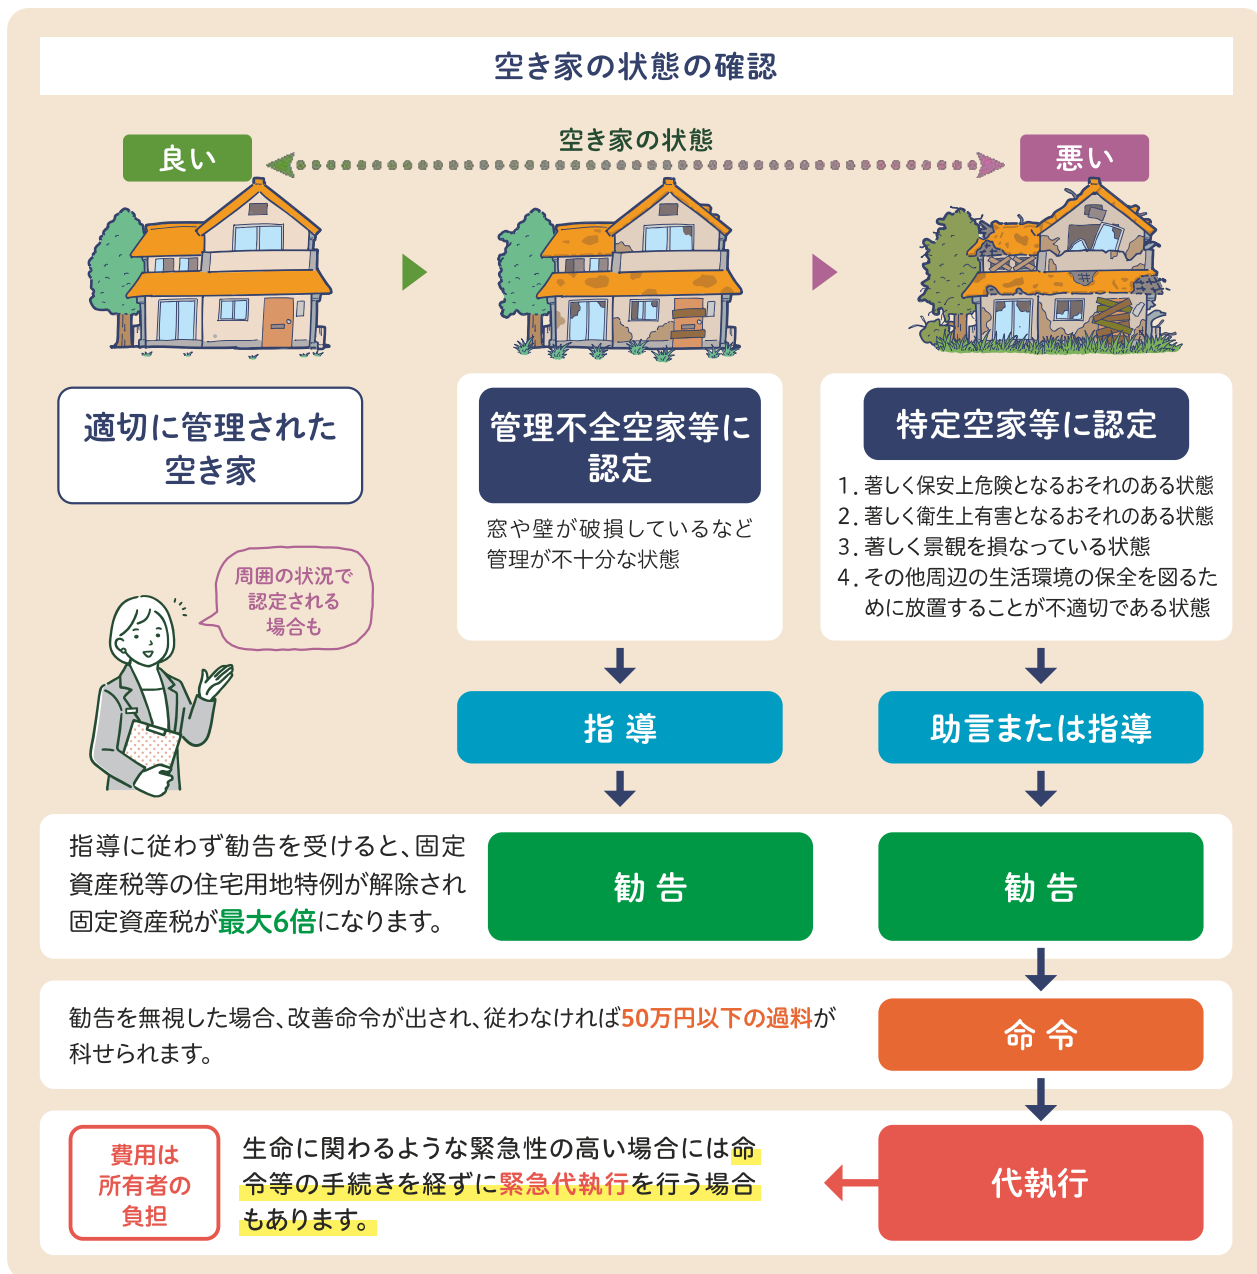 空き家の状態の確認
良い
空き家の状態
悪い
適切に管理された
空き家
管理不全空家等に
認定
窓や壁が破損しているなど
管理が不十分な状態
特定空家等に認定
1. 著しく保安上危険となるおそれのある状態
2. 著しく衛生上有害となるおそれのある状態
3. 著しく景観を損なっている状態
4. その他周辺の生活環境の保全を図るた
めに放置することが不適切である状態
周囲の状況で
認定される
場合も
指 導
助言または指導
指導に従わず勧告を受けると、固定
資産税等の住宅用地特例が解除され
固定資産税が最大6倍になります。
勧 告
勧 告
勧告を無視した場合、改善命令が出され、従わなければ50万円以下の過料が
科せられます。
命 令
費用は
所有者の
負担
生命に関わるような緊急性の高い場合には命
令等の手続きを経ずに緊急代執行を行う場合
もあります。
代執行